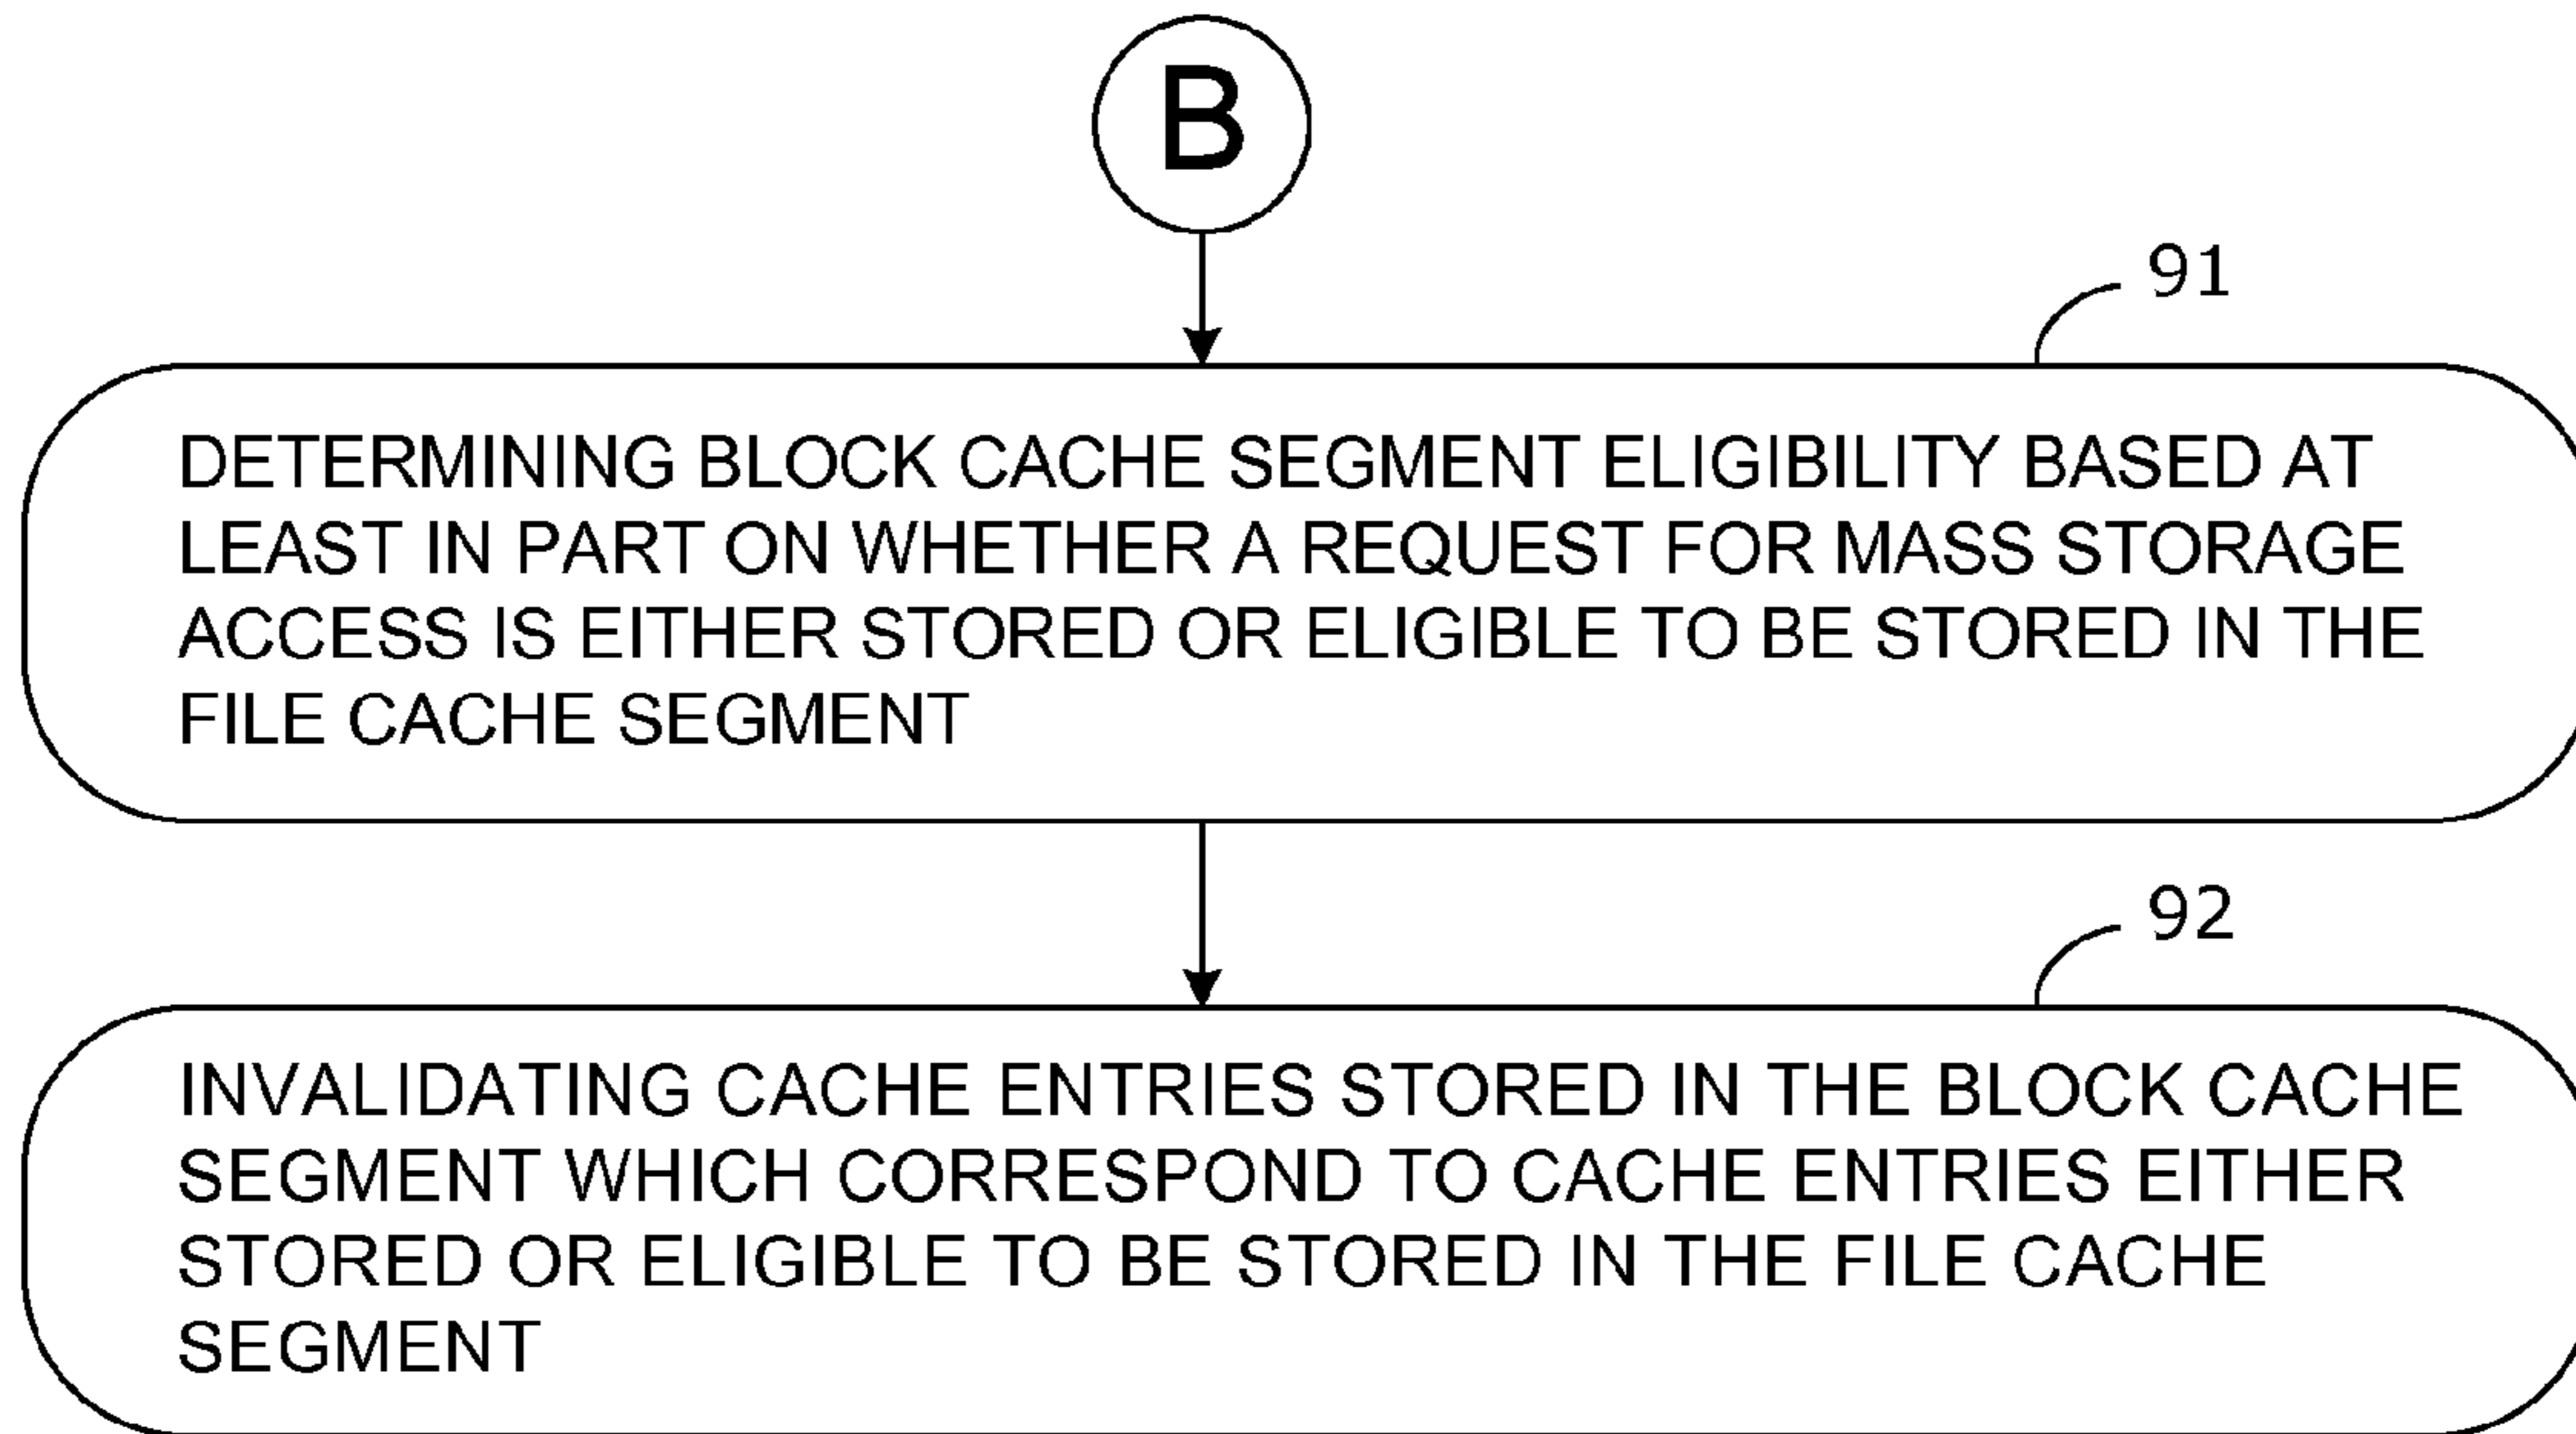 B
91
DETERMINING BLOCK CACHE SEGMENT ELIGIBILITY BASED AT
LEAST IN PART ON WHETHER A REQUEST FOR MASS STORAGE
ACCESS IS EITHER STORED OR ELIGIBLE TO BE STORED IN THE
FILE CACHE SEGMENT
92
INVALIDATING CACHE ENTRIES STORED IN THE BLOCK CACHE
SEGMENT WHICH CORRESPOND TO CACHE ENTRIES EITHER
STORED OR ELIGIBLE TO BE STORED IN THE FILE CACHE
SEGMENT